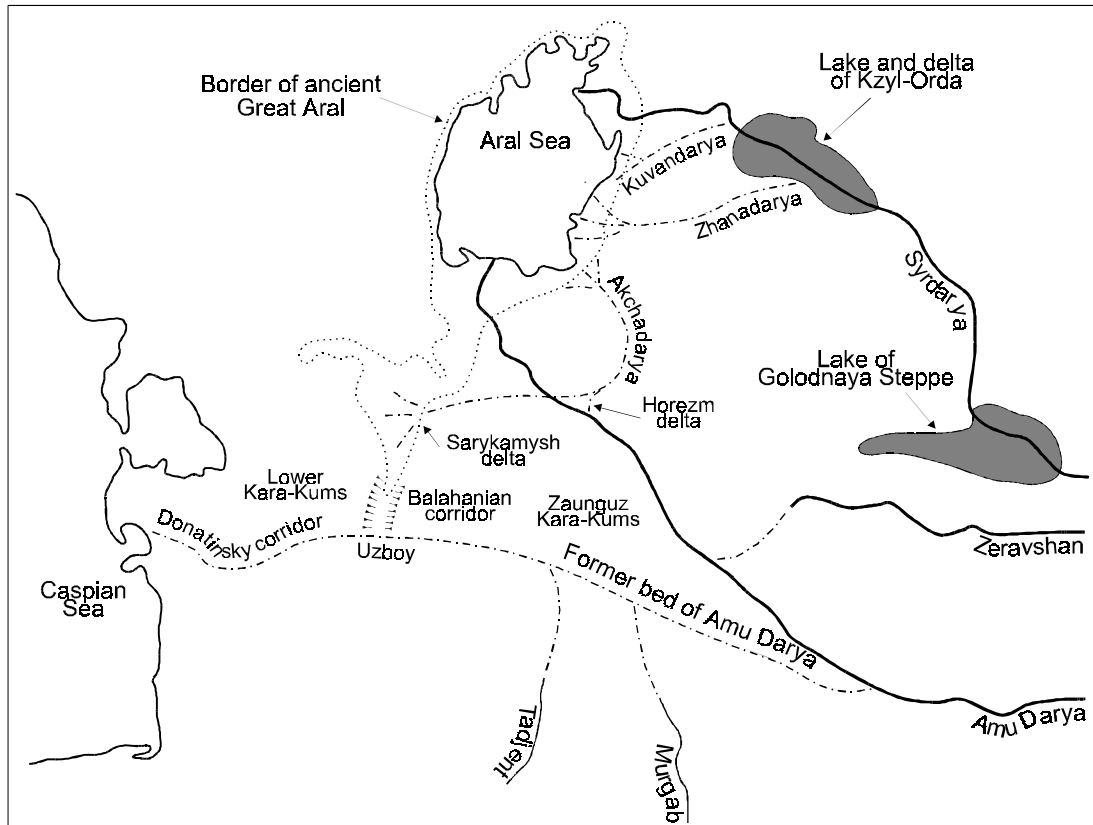 Border of ancient
Great Aral
Lake and delta
of Kzyl-Orda
Aral Sea
Kuvandarya
Zhanadarya
Syrdarya
Akchadarya
Lake of
Golodnaya Steppe
Horezm
delta
Sarykamysh
delta
Lower
Kara-Kums
Balahanian
corridor
Zaunguz
Kara-Kums
Donatinsky corridor
Uzboy
Zeravshan
Caspian
Sea
Former bed of Amu Darya
Amu Darya
Tadjent
Murgab